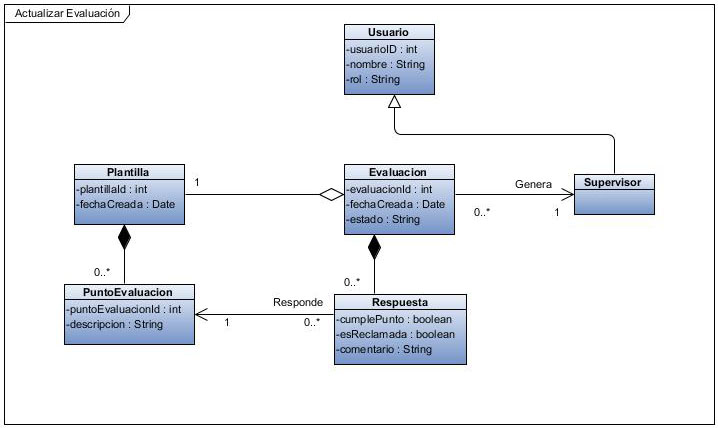 Actualizar Evaluación
Usuario
-usuarioID : int
-nombre : String
-rol : String
Plantilla
-plantillaId : int
-fechaCreada : Date
1
Evaluacion
-evaluacionId : int
-fechaCreada : Date
-estado : String
Genera
0..*
1
Supervisor
0..*
0..*
PuntoEvaluacion
-puntoEvaluacionId : int
-descripcion : String
Responde
1
0..*
Respuesta
-cumplePunto : boolean
-esReclamada : boolean
-comentario : String